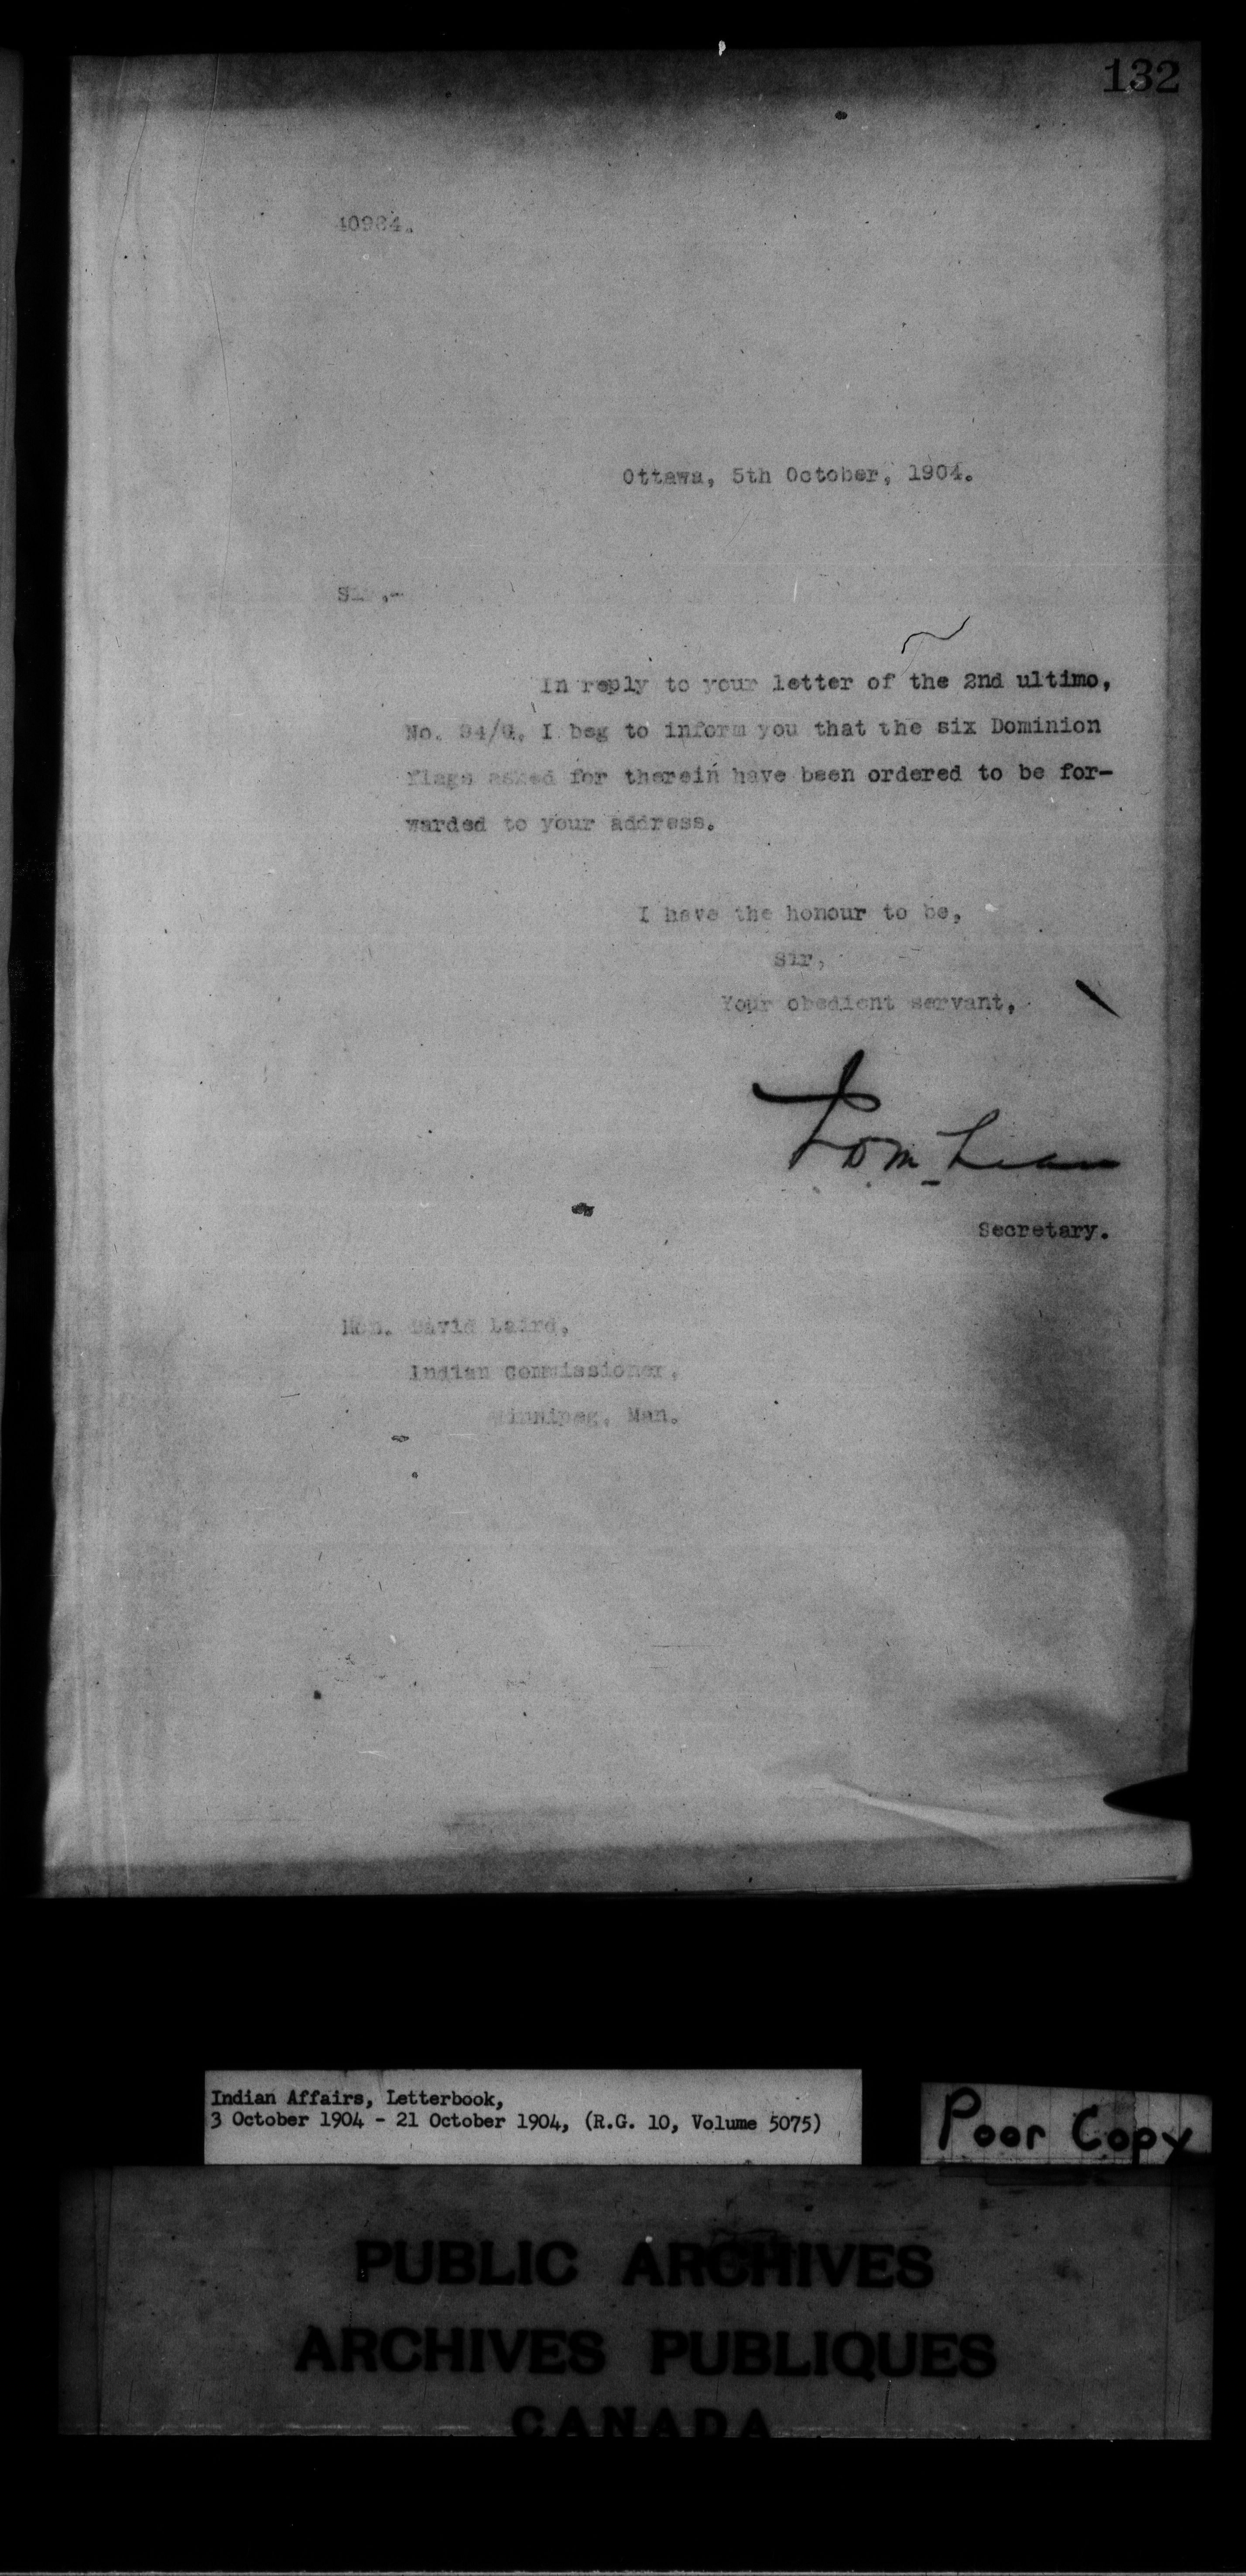 132
40964.
Ottawa, 5th October, 1904.
Sir,-
In reply to your letter of the 2nd ultimo,
No. 94/G, I beg to inform you that the six Dominion
flags asked for therein have been ordered to be for-
warded to your address.
I have the honour to be,
Sir,
Your obedient servant,
Secretary.
Hon. David Laird,
Indian Commissioner,
Winnipeg, Man.
Indian Affairs, Letterbook,
3 October 1904 - 21 October 1904, (R.G. 10, Volume 5075)
Poor Copy
PUBLIC ARCHIVES
ARCHIVES PUBLIQUES
CANADA